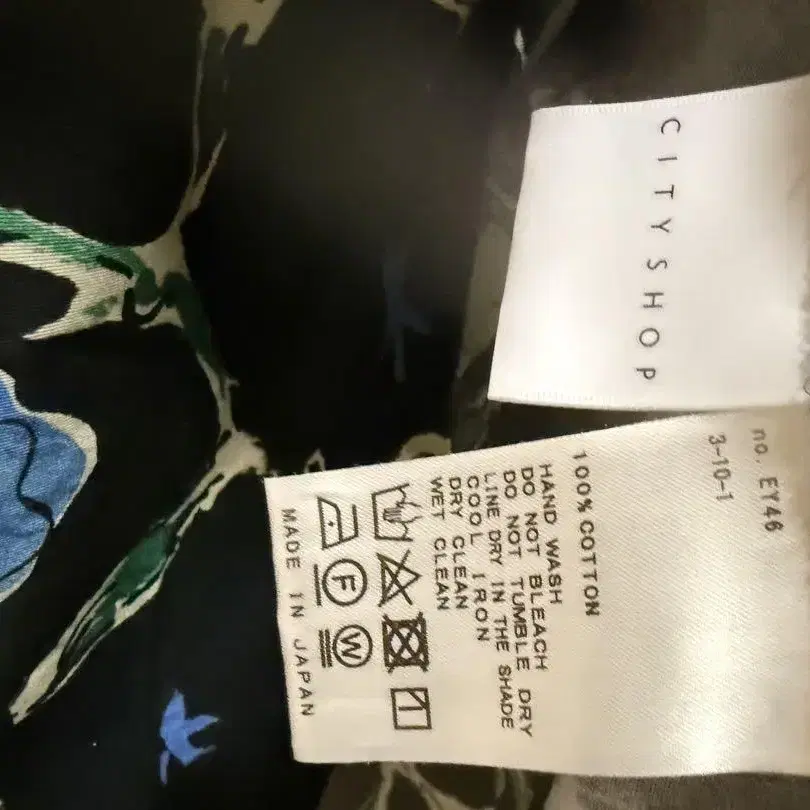 CITYSHOP
no. EY46
3-10-1
100% COTTON
HAND WASH
DO NOT BLEACH
DO NOT TUMBLE DRY
LINE DRY IN THE SHADE
COOL IRON
DRY CLEAN
WET CLEAN
F W
MADE IN JAPAN